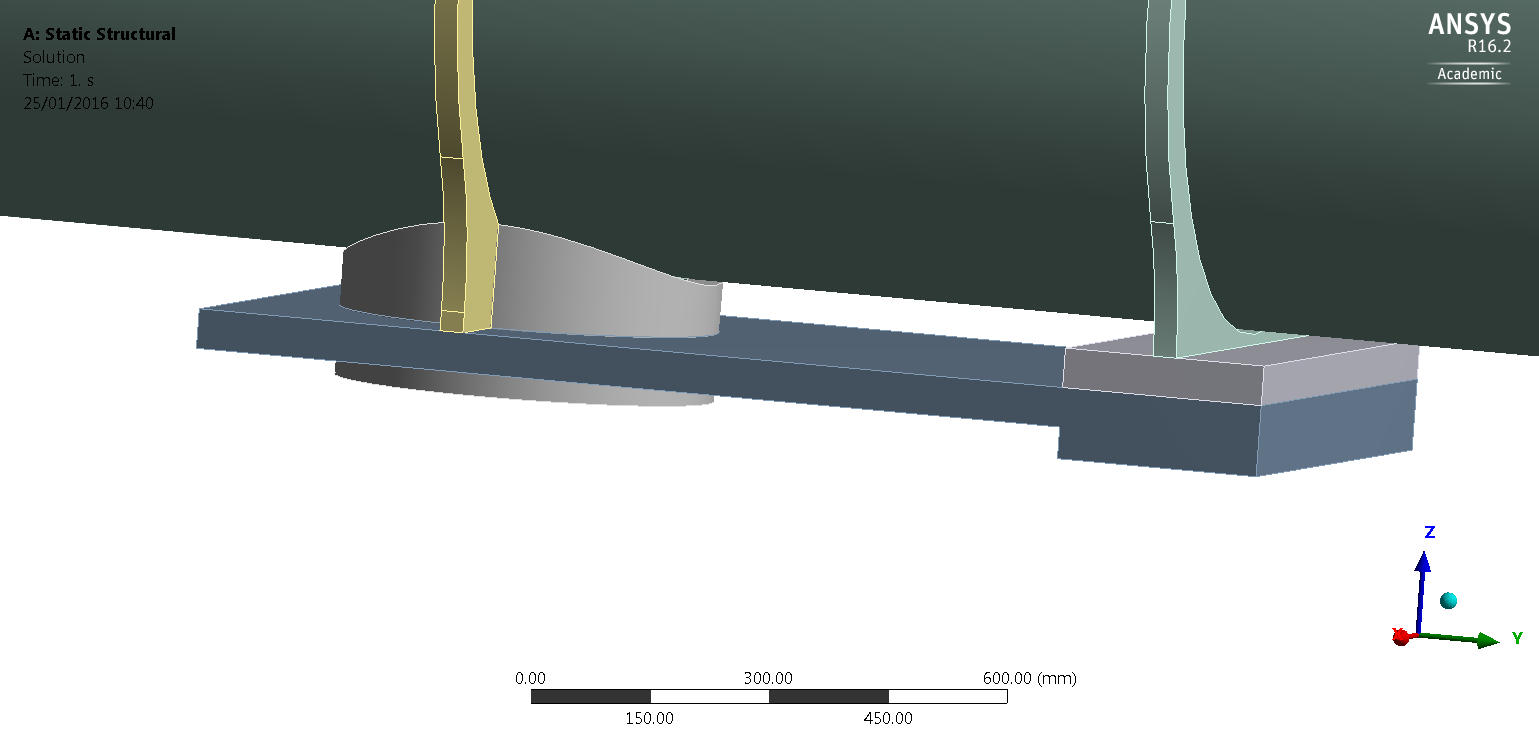 A: Static Structural
Solution
Time: 1. s
25/01/2016 10:40
ANSYS
R16.2
Academic
Z
Y
0.00 300.00 600.00 (mm)
150.00 450.00